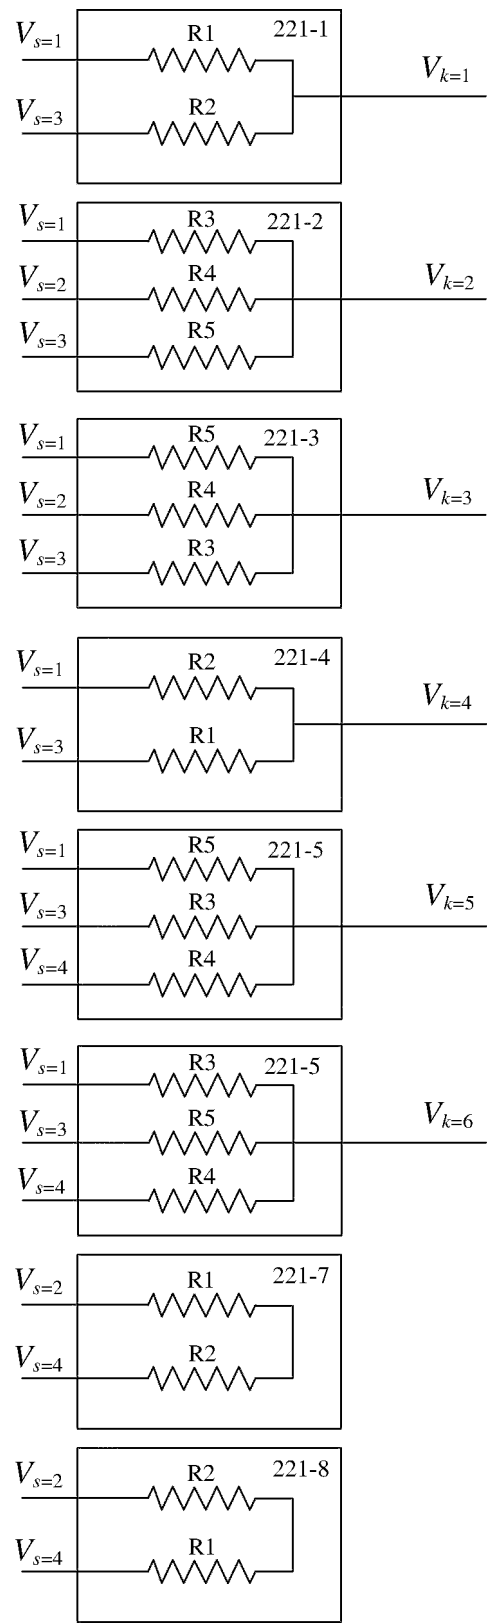 V_{s=1} R1 221-1
V_{k=1}
V_{s=3} R2
V_{s=1} R3 221-2
V_{s=2} R4 V_{k=2}
V_{s=3} R5
V_{s=1} R5 221-3
V_{s=2} R4 V_{k=3}
V_{s=3} R3
V_{s=1} R2 221-4
V_{k=4}
V_{s=3} R1
V_{s=1} R5 221-5
V_{s=3} R3 V_{k=5}
V_{s=4} R4
V_{s=1} R3 221-5
V_{s=3} R5 V_{k=6}
V_{s=4} R4
V_{s=2} R1 221-7
V_{s=4} R2
V_{s=2} R2 221-8
V_{s=4} R1